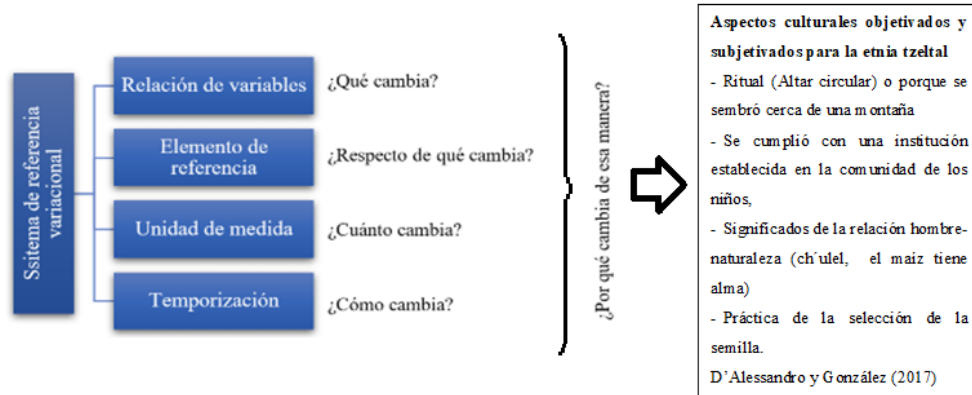 Ssitema de referencia
variacional
Relación de variables
¿Qué cambia?
Elemento de
referencia
¿Respecto de qué cambia?
Unidad de medida
¿Cuánto cambia?
Temporización
¿Cómo cambia?
¿Por qué cambia de esa manera?
Aspectos culturales objetivados y
subjetivados para la etnia tzeltal
- Ritual (Altar circular) o porque se
sembró cerca de una montaña
- Se cumplió con una institución
establecida en la comunidad de los
niños,
- Significados de la relación hombre-
naturaleza (ch´ulel, el maiz tiene
alma)
- Práctica de la selección de la
semilla.
D’Alessandro y González (2017)